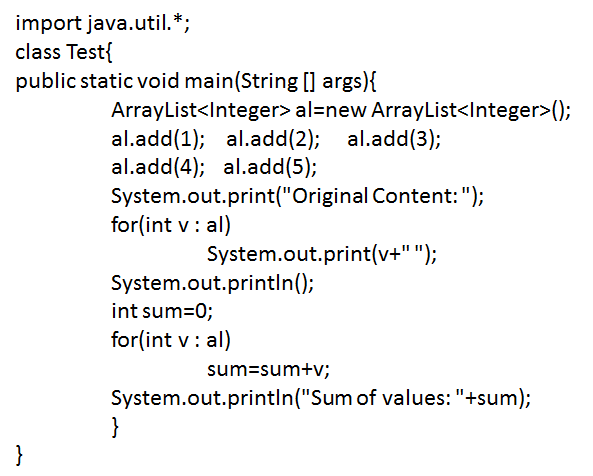 import java.util.*;
class Test{
public static void main(String [] args){
ArrayList<Integer> al=new ArrayList<Integer>();
al.add(1); al.add(2); al.add(3);
al.add(4); al.add(5);
System.out.print("Original Content: ");
for(int v : al)
System.out.print(v+" ");
System.out.println();
int sum=0;
for(int v : al)
sum=sum+v;
System.out.println("Sum of values: "+sum);
}
}